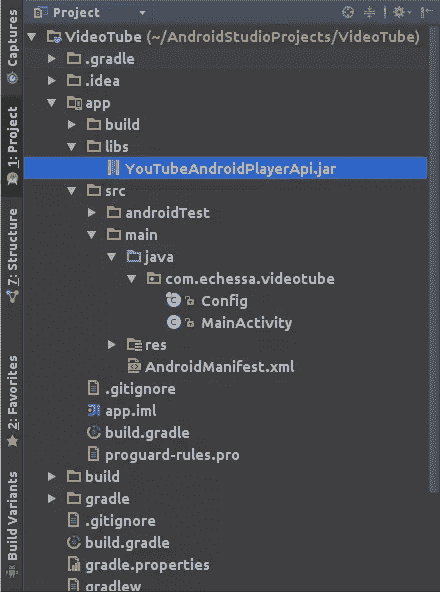 Project
VideoTube (~/AndroidStudioProjects/VideoTube)
.gradle
.idea
app
build
libs
YouTubeAndroidPlayerApi.jar
src
androidTest
main
java
com.echessa.videotube
Config
MainActivity
res
AndroidManifest.xml
.gitignore
app.iml
build.gradle
proguard-rules.pro
build
gradle
.gitignore
build.gradle
gradle.properties
gradlew
Captures
1: Project
7: Structure
2: Favorites
Build Variants